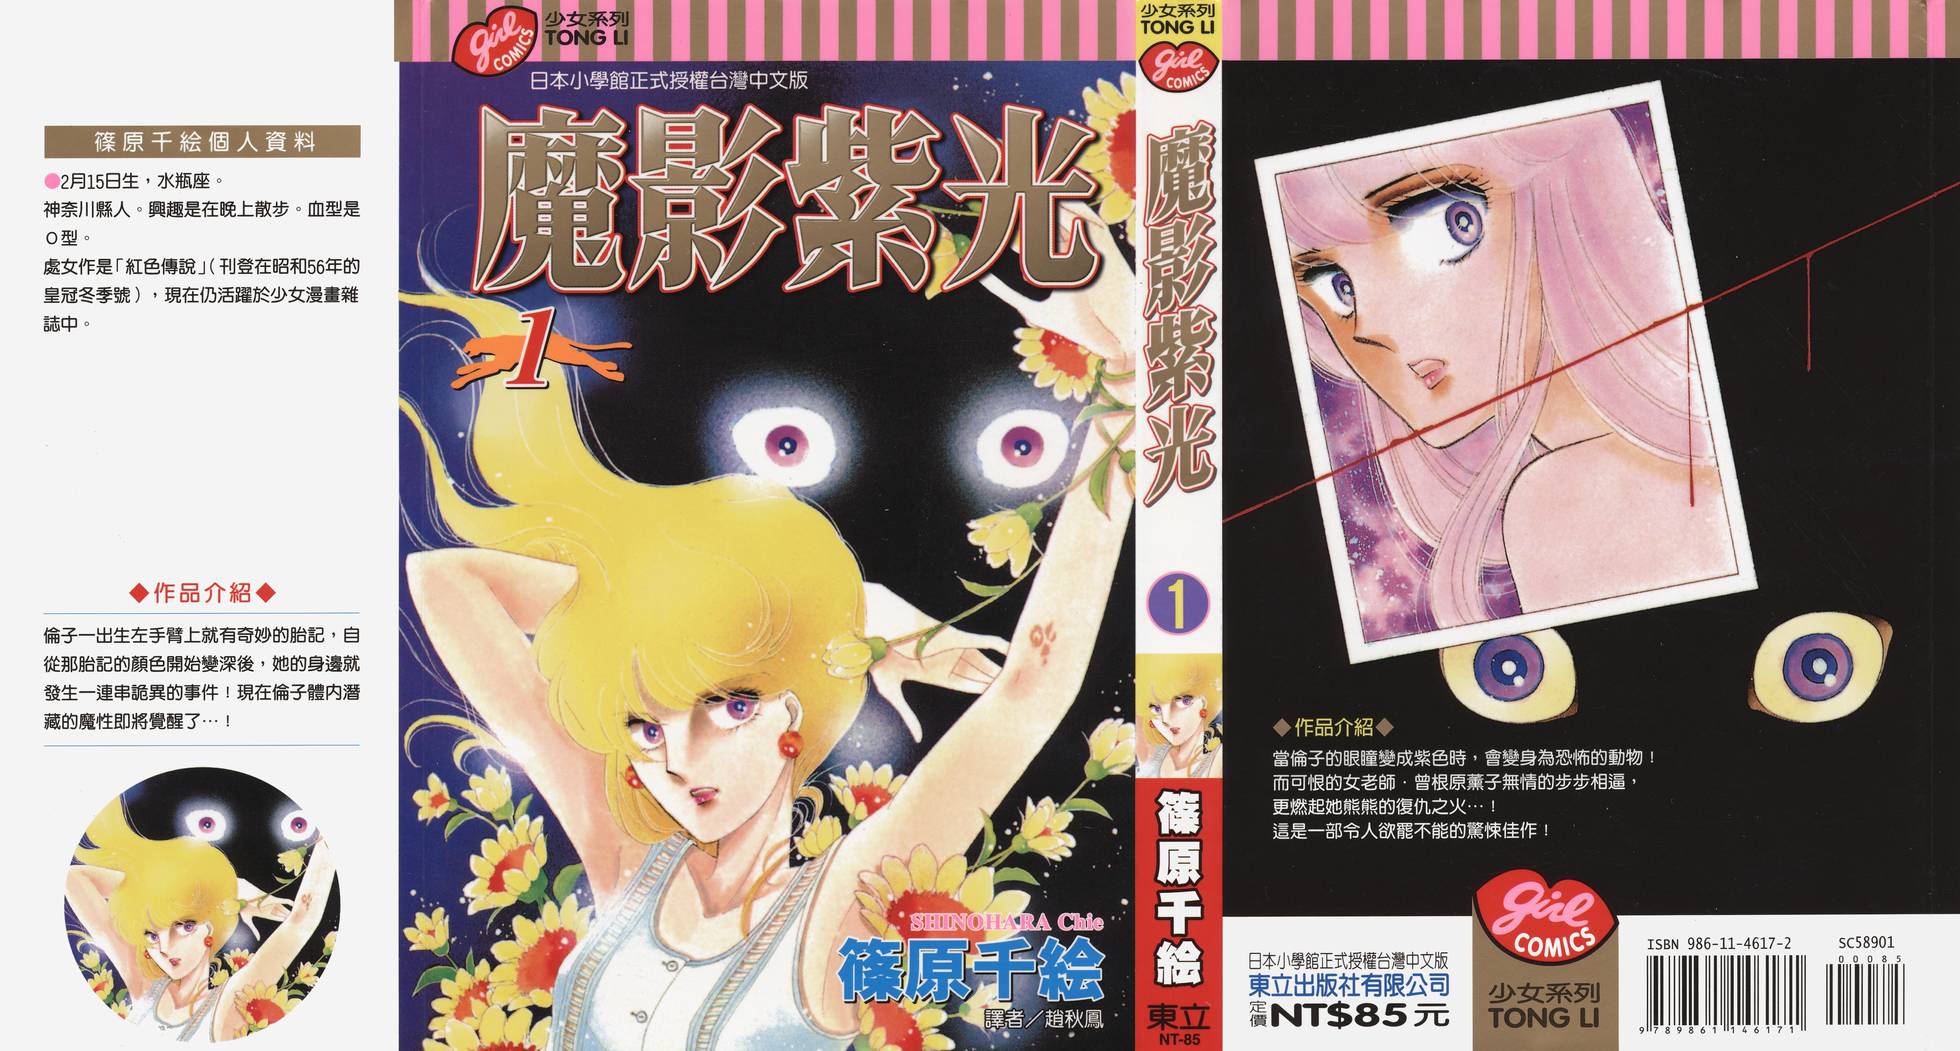 篠原千絵個人資料
●2月15日生，水瓶座。
神奈川縣人。興趣是在晚上散步。血型是
O型。
處女作是「紅色傳說」（刊登在昭和56年的
皇冠冬季號），現在仍活躍於少女漫畫雜
誌中。
◆作品介紹◆
倫子一出生左手臂上就有奇妙的胎記，自
從那胎記的顏色開始變深後，她的身邊就
發生一連串詭異的事件！現在倫子體內潛
藏的魔性即將覺醒了…！
girl
COMICS
少女系列
TONG LI
日本小學館正式授權台灣中文版
魔影紫光
1
SHINOHARA Chie
篠原千絵
譯者／趙秋鳳
少女系列
TONG LI
girl
COMICS
魔影紫光
1
篠原千絵
東立
NT-85
◆作品介紹◆
當倫子的眼瞳變成紫色時，會變身為恐怖的動物！
而可恨的女老師‧曾根原薰子無情的步步相逼，
更燃起她熊熊的復仇之火…！
這是一部令人欲罷不能的驚悚佳作！
日本小學館正式授權台灣中文版
東立出版社有限公司
定價NT$85元
girl
COMICS
少女系列
TONG LI
ISBN 986-11-4617-2
9 789861 146171
SC58901
00085